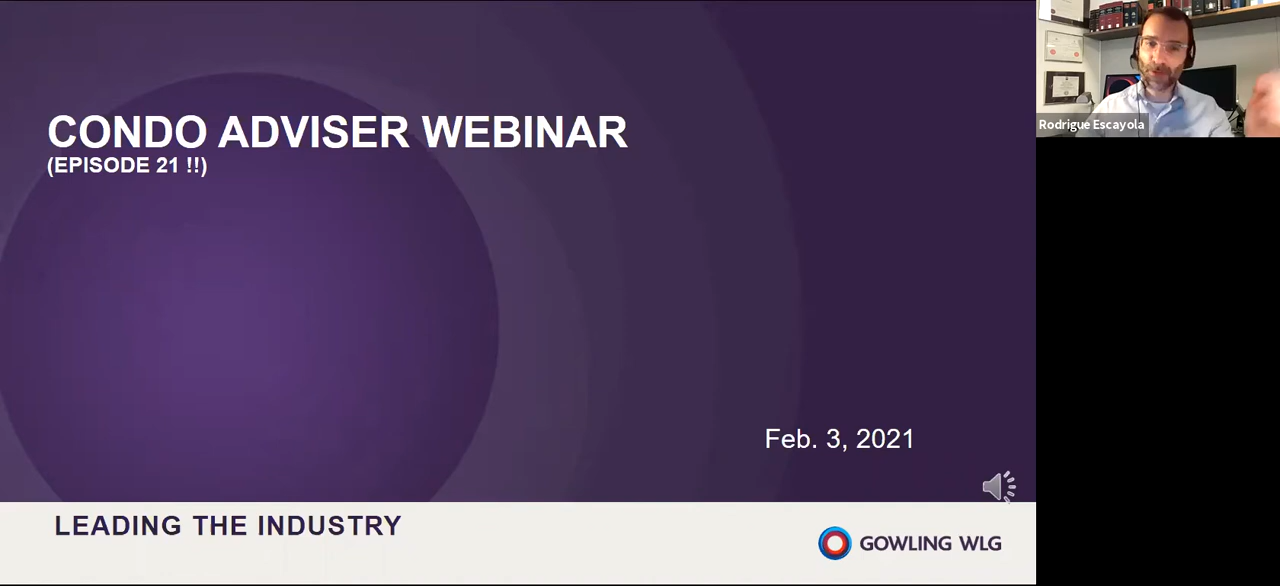 CONDO ADVISER WEBINAR
(EPISODE 21 !!)
Feb. 3, 2021
LEADING THE INDUSTRY
GOWLING WLG
Rodrigue Escayola